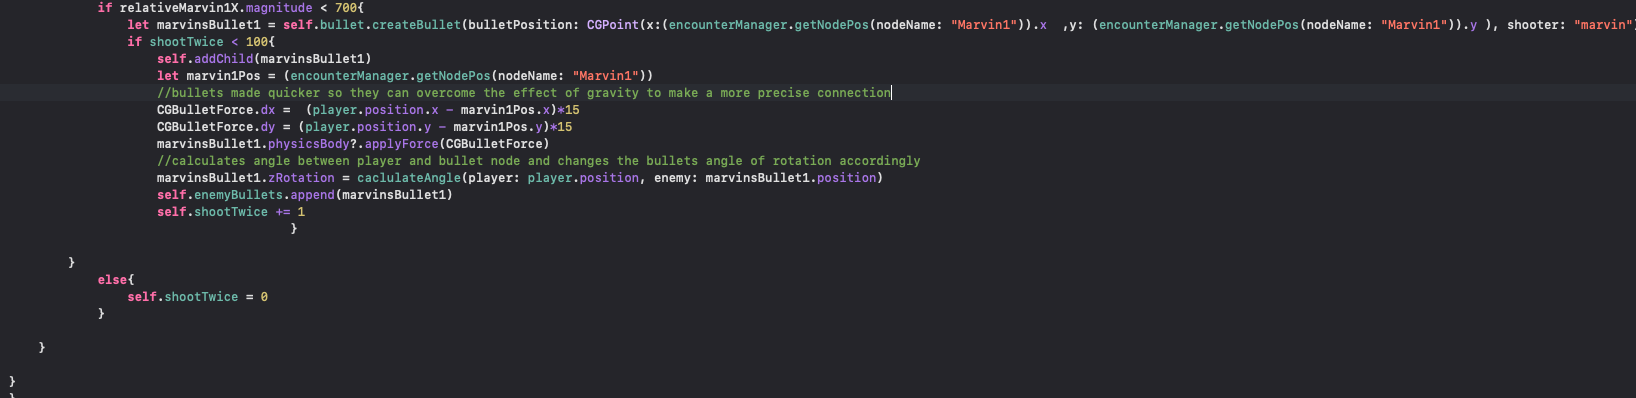 if relativeMarvin1X.magnitude < 700{
let marvinsBullet1 = self.bullet.createBullet(bulletPosition: CGPoint(x:(encounterManager.getNodePos(nodeName: "Marvin1")).x  ,y: (encounterManager.getNodePos(nodeName: "Marvin1")).y ), shooter: "marvin"
if shootTwice < 100{
self.addChild(marvinsBullet1)
let marvin1Pos = (encounterManager.getNodePos(nodeName: "Marvin1"))
//bullets made quicker so they can overcome the effect of gravity to make a more precise connection
CGBulletForce.dx =  (player.position.x - marvin1Pos.x)*15
CGBulletForce.dy = (player.position.y - marvin1Pos.y)*15
marvinsBullet1.physicsBody?.applyForce(CGBulletForce)
//calculates angle between player and bullet node and changes the bullets angle of rotation accordingly
marvinsBullet1.zRotation = caclulateAngle(player: player.position, enemy: marvinsBullet1.position)
self.enemyBullets.append(marvinsBullet1)
self.shootTwice += 1
}
}
else{
self.shootTwice = 0
}
}
}